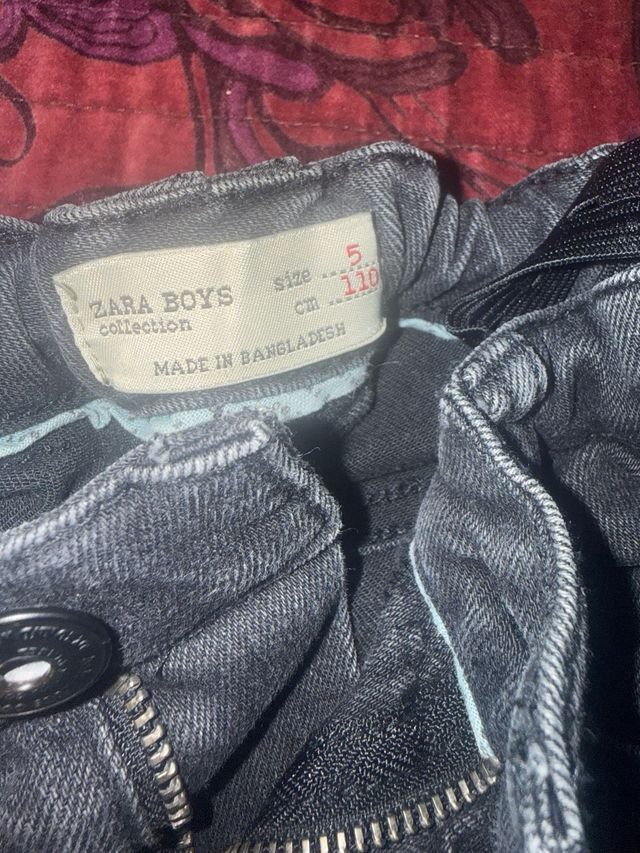 ZARA BOYS
collection
size ....5...
cm ...110
MADE IN BANGLADESH